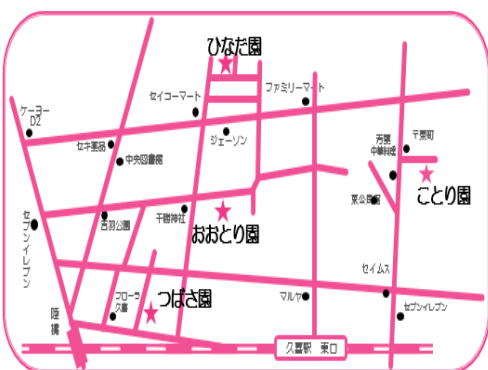 ひなだ園
セイコーマート
ファミリーマート
ケーヨー
D2
セキ薬品
中央図書館
ジェーソン
芳蘭
中華料理
千栗町
東公民館
ことり園
セブンイレブン
吉羽公園
千勝神社
おおとり園
セイムス
フローラ
久喜
つばさ園
マルヤ
セブンイレブン
陸橋
久喜駅 東口